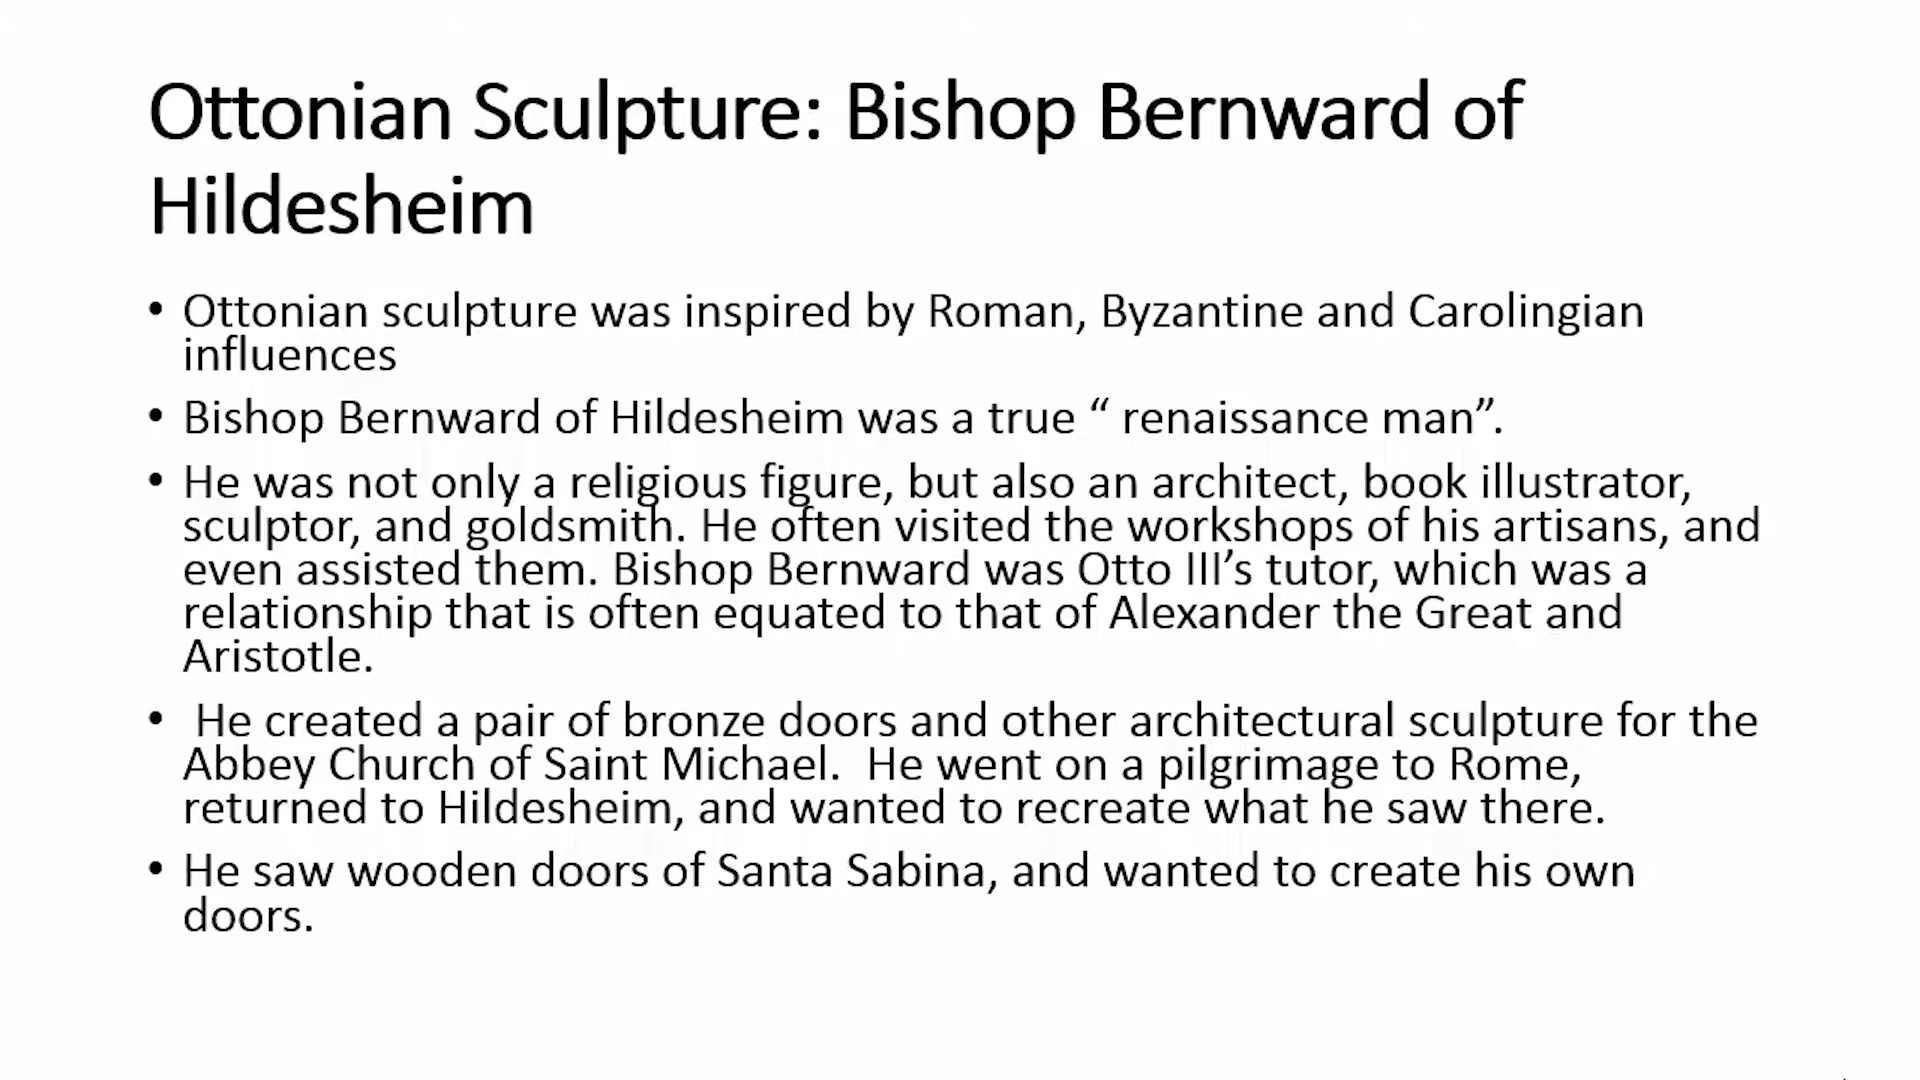 Ottonian Sculpture: Bishop Bernward of
Hildesheim
• Ottonian sculpture was inspired by Roman, Byzantine and Carolingian
influences
• Bishop Bernward of Hildesheim was a true “ renaissance man”.
• He was not only a religious figure, but also an architect, book illustrator,
sculptor, and goldsmith. He often visited the workshops of his artisans, and
even assisted them. Bishop Bernward was Otto III’s tutor, which was a
relationship that is often equated to that of Alexander the Great and
Aristotle.
•  He created a pair of bronze doors and other architectural sculpture for the
Abbey Church of Saint Michael.  He went on a pilgrimage to Rome,
returned to Hildesheim, and wanted to recreate what he saw there.
• He saw wooden doors of Santa Sabina, and wanted to create his own
doors.